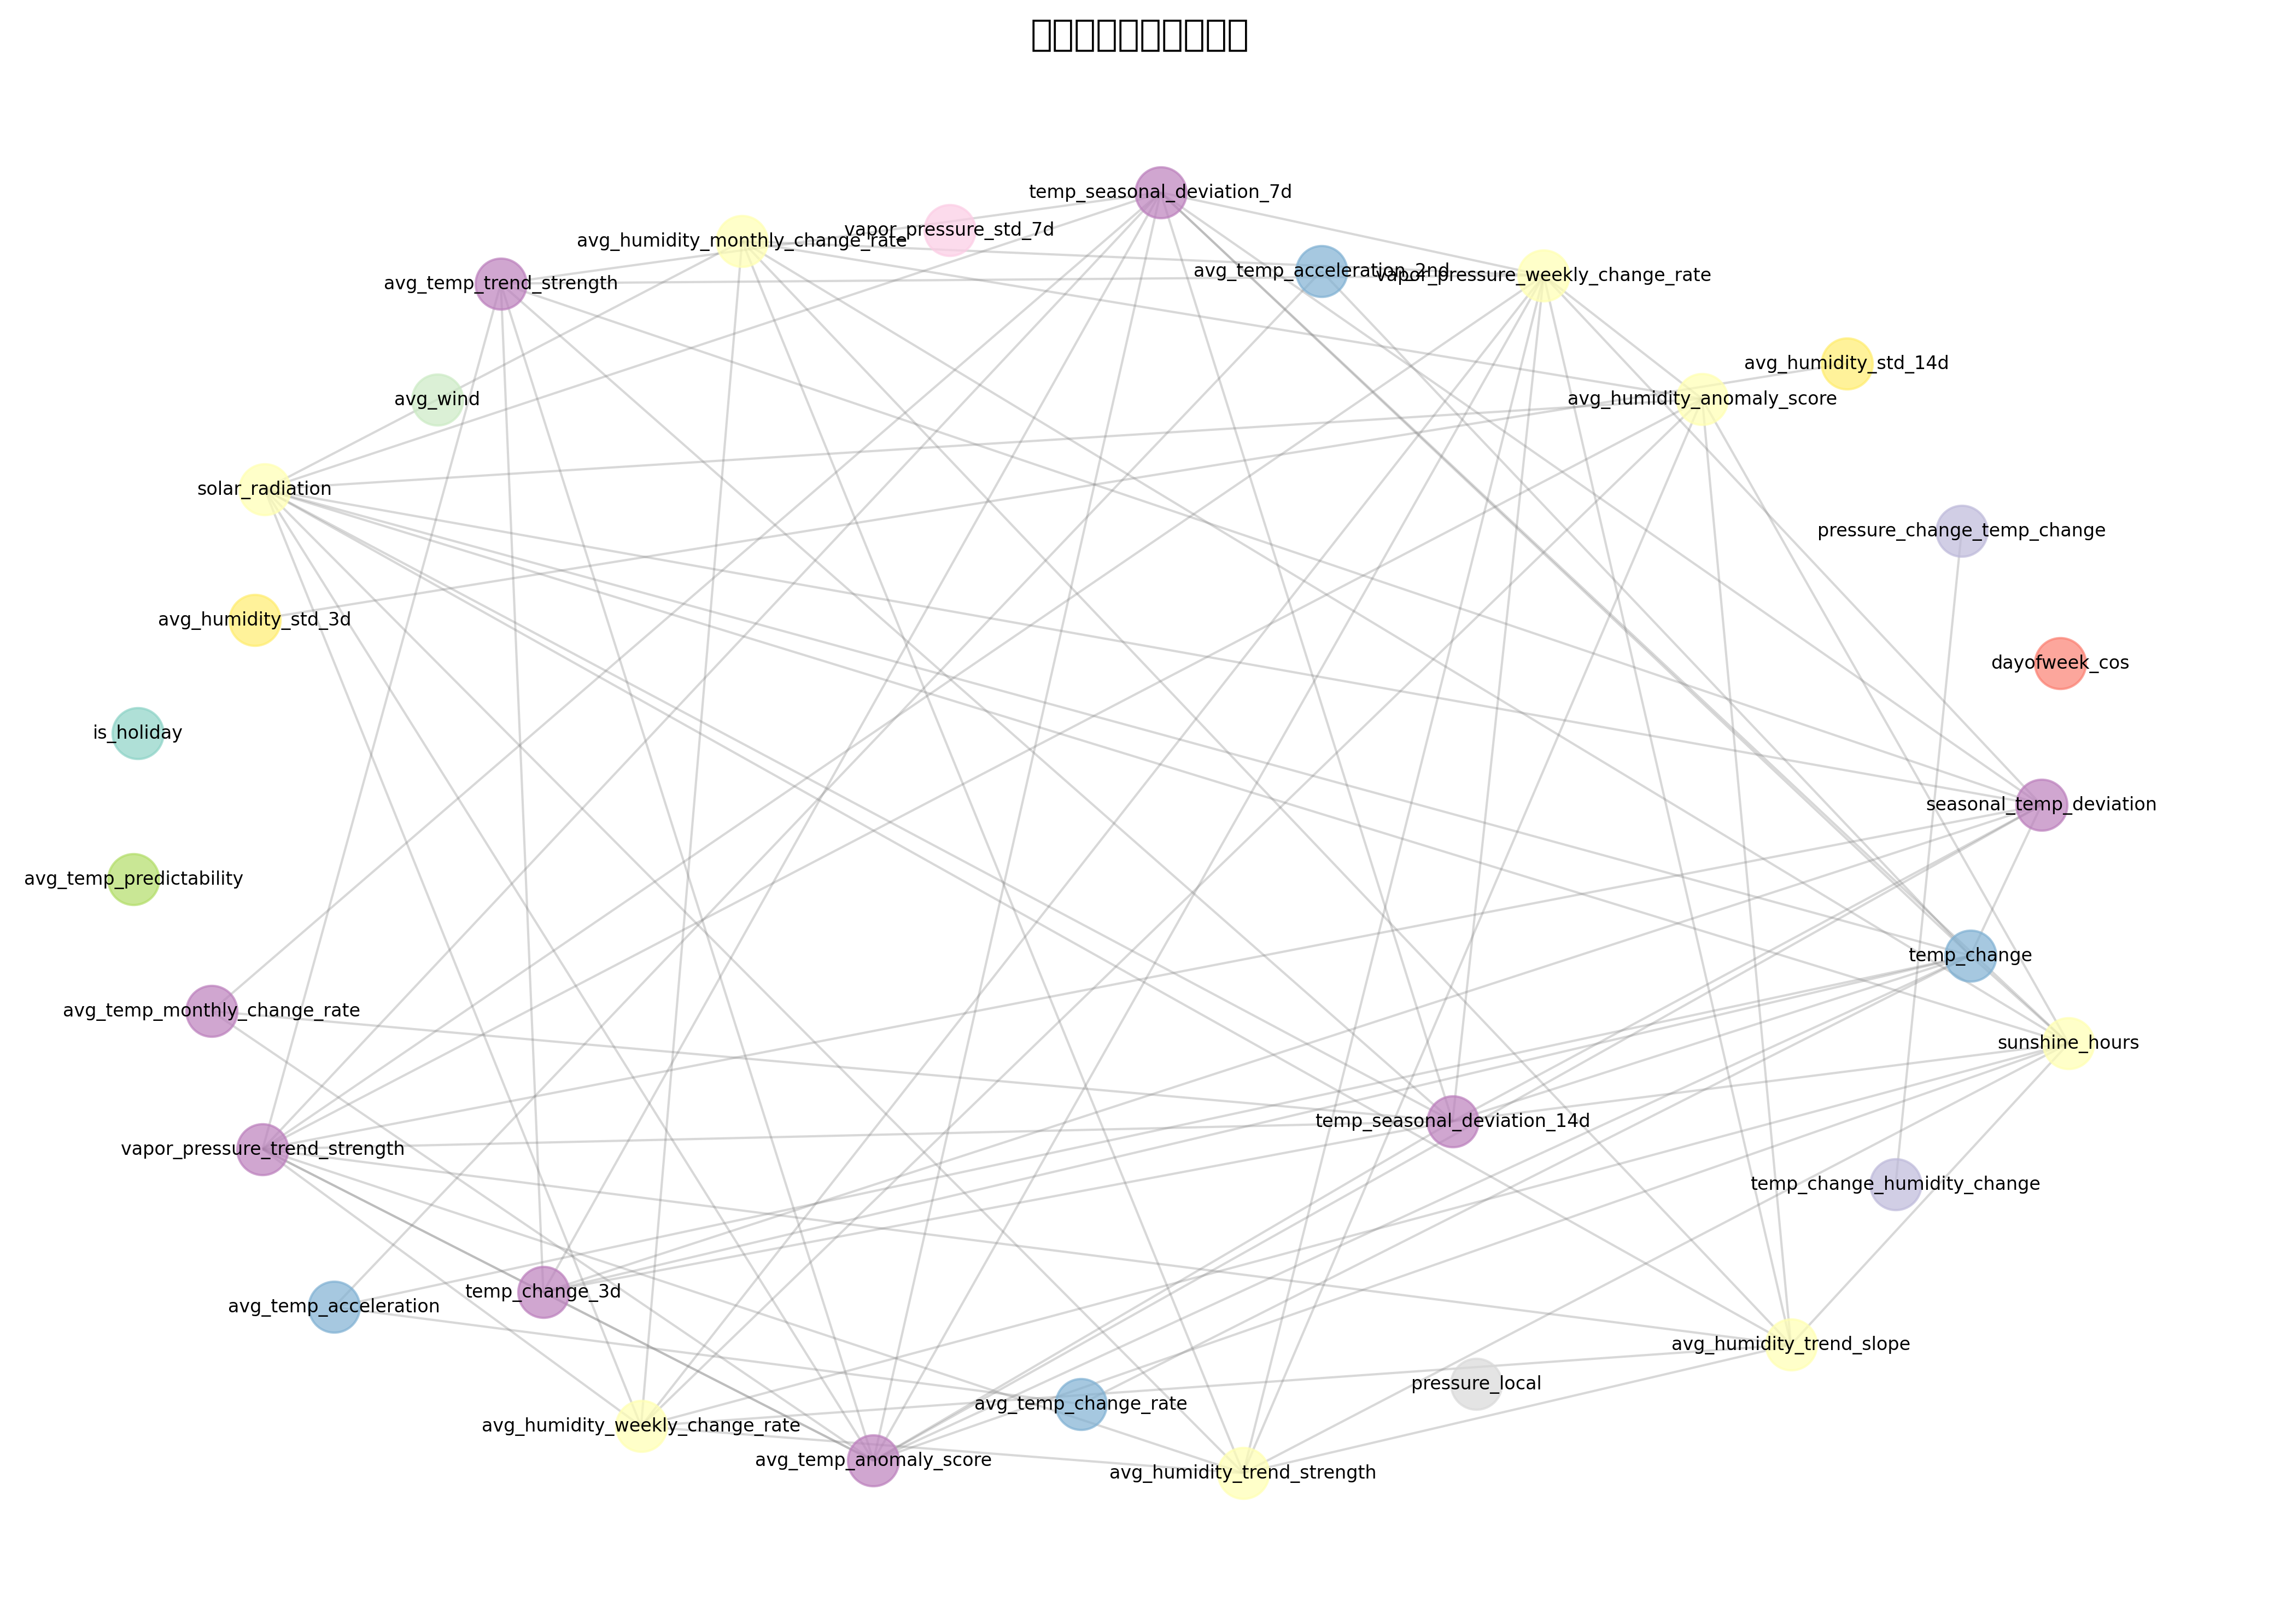 temp_seasonal_deviation_7d
vapor_pressure_std_7d
avg_humidity_monthly_change_rate
avg_temp_acceleration_2nd
vapor_pressure_weekly_change_rate
avg_temp_trend_strength
avg_humidity_std_14d
avg_wind
avg_humidity_anomaly_score
solar_radiation
pressure_change_temp_change
avg_humidity_std_3d
dayofweek_cos
is_holiday
seasonal_temp_deviation
avg_temp_predictability
temp_change
avg_temp_monthly_change_rate
sunshine_hours
temp_seasonal_deviation_14d
vapor_pressure_trend_strength
temp_change_humidity_change
temp_change_3d
avg_temp_acceleration
avg_humidity_trend_slope
pressure_local
avg_temp_change_rate
avg_humidity_weekly_change_rate
avg_temp_anomaly_score
avg_humidity_trend_strength